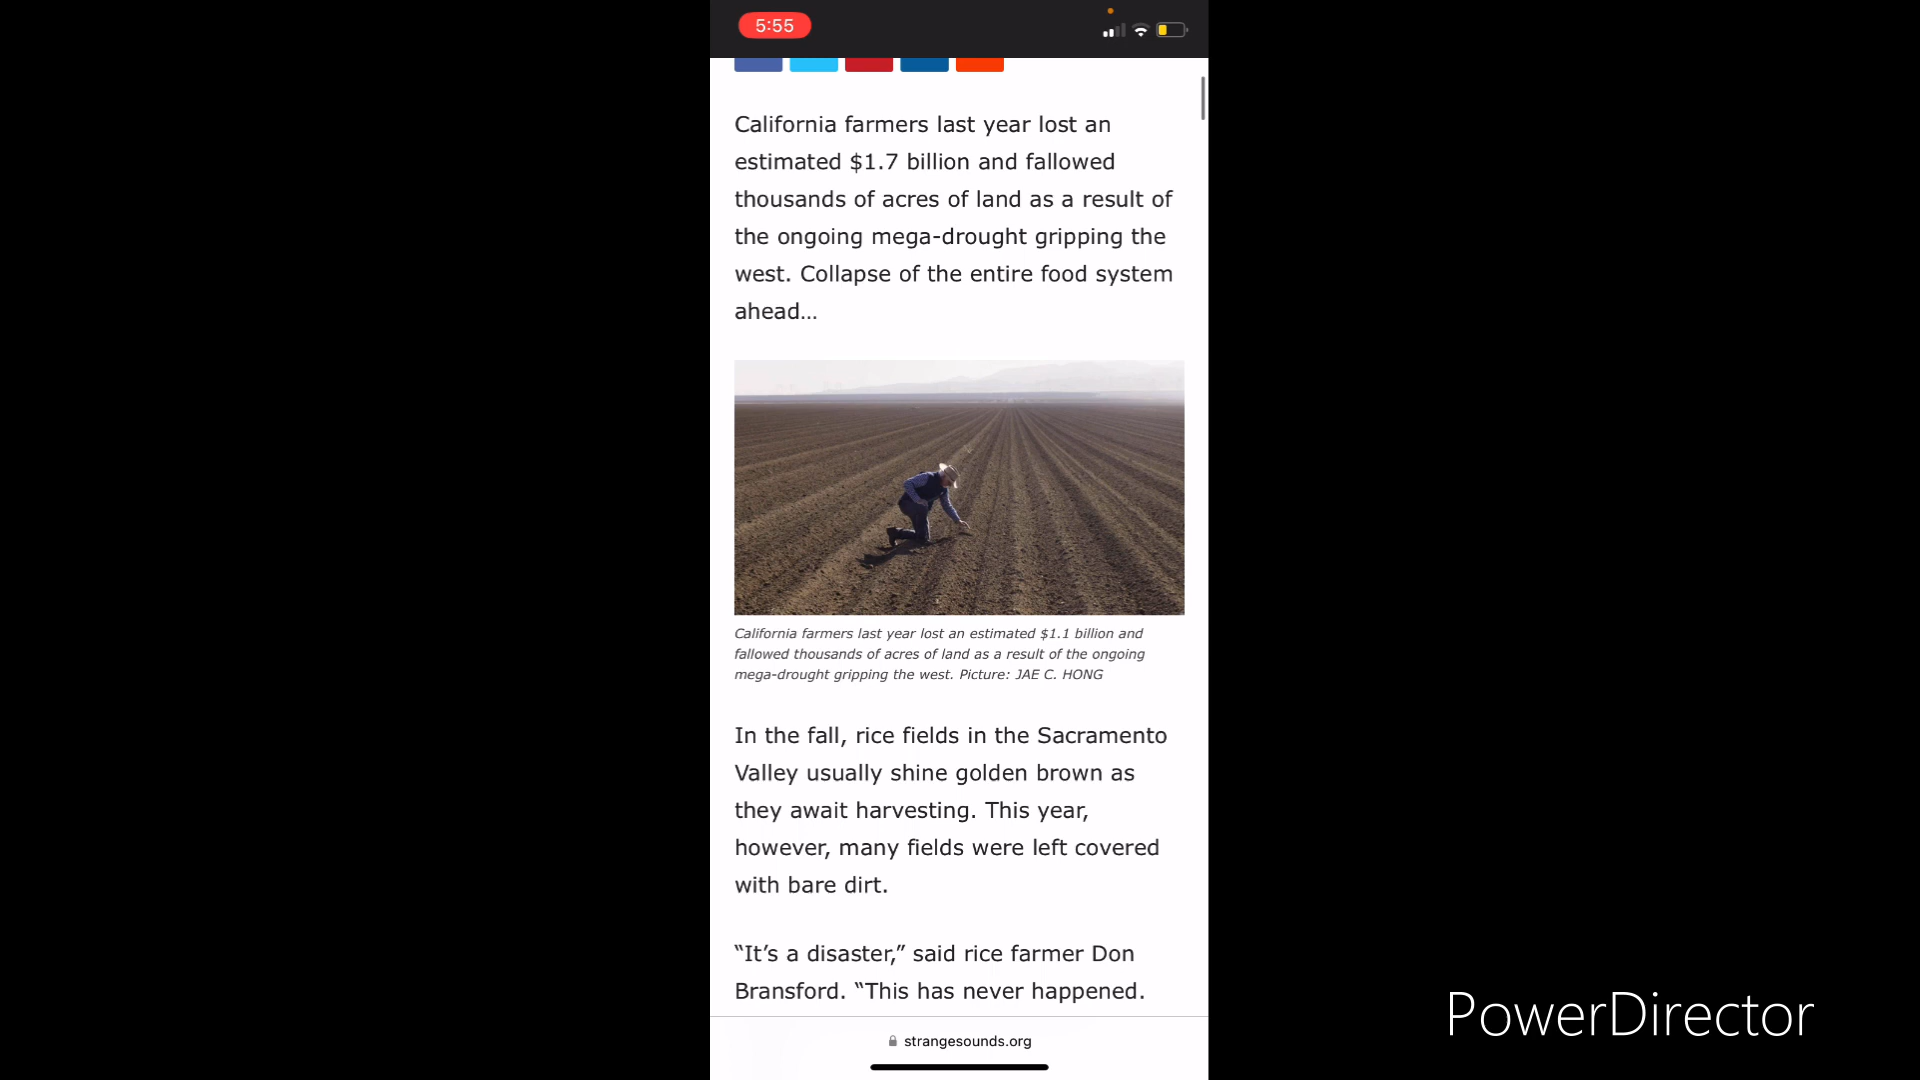 5:55
California farmers last year lost an
estimated $1.7 billion and fallowed
thousands of acres of land as a result of
the ongoing mega-drought gripping the
west. Collapse of the entire food system
ahead…
California farmers last year lost an estimated $1.1 billion and
fallowed thousands of acres of land as a result of the ongoing
mega-drought gripping the west. Picture: JAE C. HONG
In the fall, rice fields in the Sacramento
Valley usually shine golden brown as
they await harvesting. This year,
however, many fields were left covered
with bare dirt.
“It’s a disaster,” said rice farmer Don
Bransford. “This has never happened.
strangesounds.org
PowerDirector